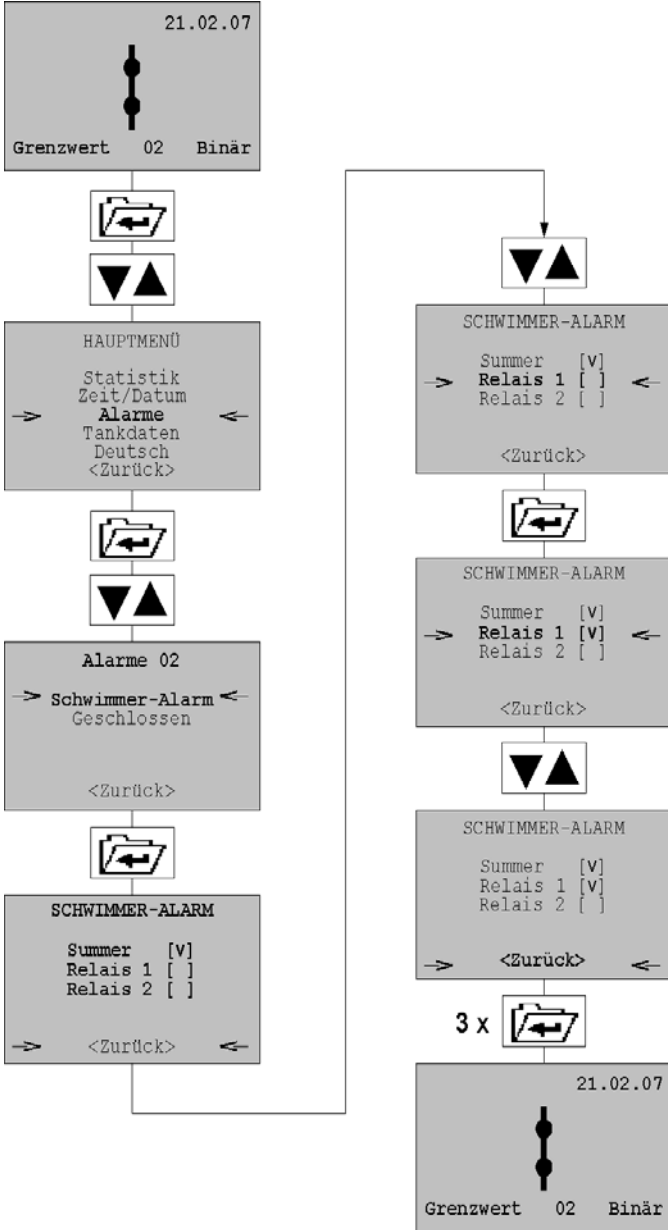 21.02.07
Grenzwert 02 Binär
HAUPTMENÜ
Statistik
Zeit/Datum
Alarme
Tankdaten
Deutsch
<Zurück>
Alarme 02
Schwimmer-Alarm
Geschlossen
<Zurück>
SCHWIMMER-ALARM
Summer [V]
Relais 1 [ ]
Relais 2 [ ]
<Zurück>
SCHWIMMER-ALARM
Summer [V]
Relais 1 [ ]
Relais 2 [ ]
<Zurück>
SCHWIMMER-ALARM
Summer [V]
Relais 1 [V]
Relais 2 [ ]
<Zurück>
SCHWIMMER-ALARM
Summer [V]
Relais 1 [V]
Relais 2 [ ]
<Zurück>
3 x
21.02.07
Grenzwert 02 Binär